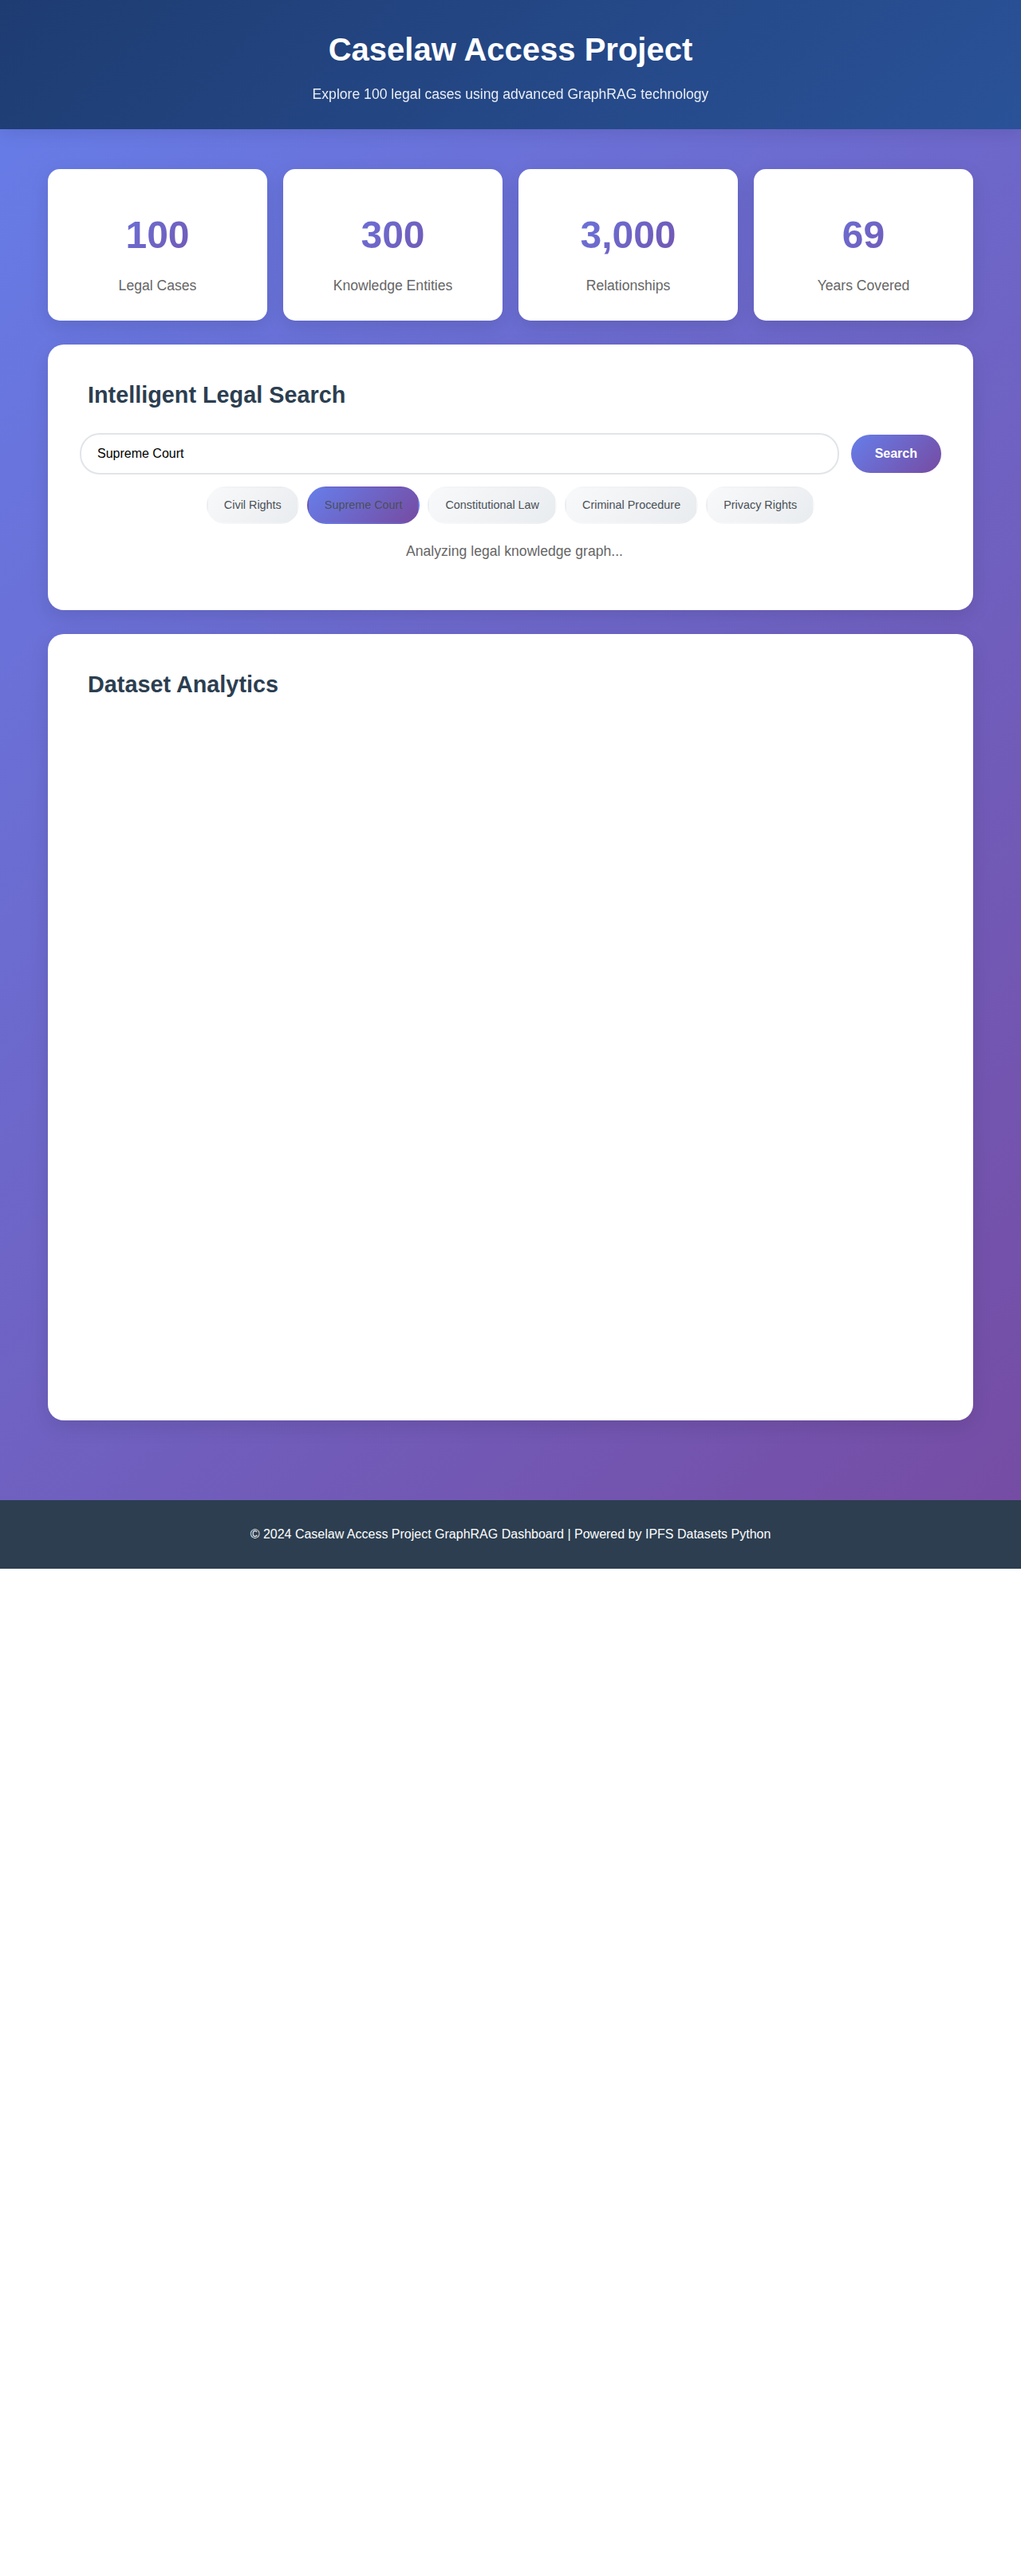 Caselaw Access Project
Explore 100 legal cases using advanced GraphRAG technology
100
Legal Cases
300
Knowledge Entities
3,000
Relationships
69
Years Covered
Intelligent Legal Search
Supreme Court
Search
Civil Rights
Supreme Court
Constitutional Law
Criminal Procedure
Privacy Rights
Analyzing legal knowledge graph...
Dataset Analytics
© 2024 Caselaw Access Project GraphRAG Dashboard | Powered by IPFS Datasets Python